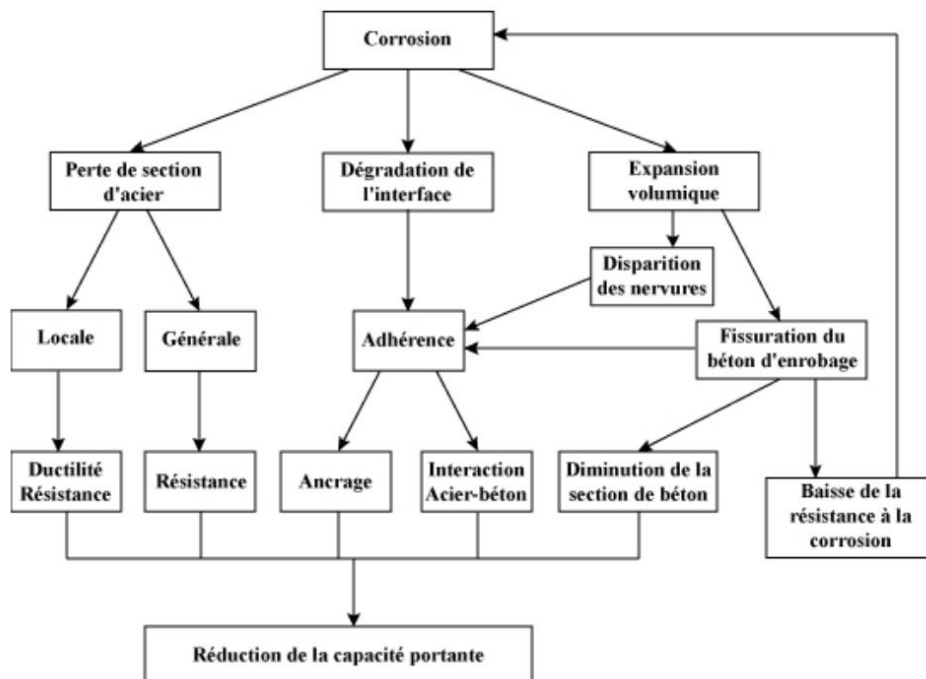 Corrosion
Perte de section
d'acier
Dégradation de
l'interface
Expansion
volumique
Disparition
des nervures
Locale
Générale
Adhérence
Fissuration du
béton d'enrobage
Ductilité
Résistance
Résistance
Ancrage
Interaction
Acier-béton
Diminution de la
section de béton
Baisse de la
résistance à la
corrosion
Réduction de la capacité portante